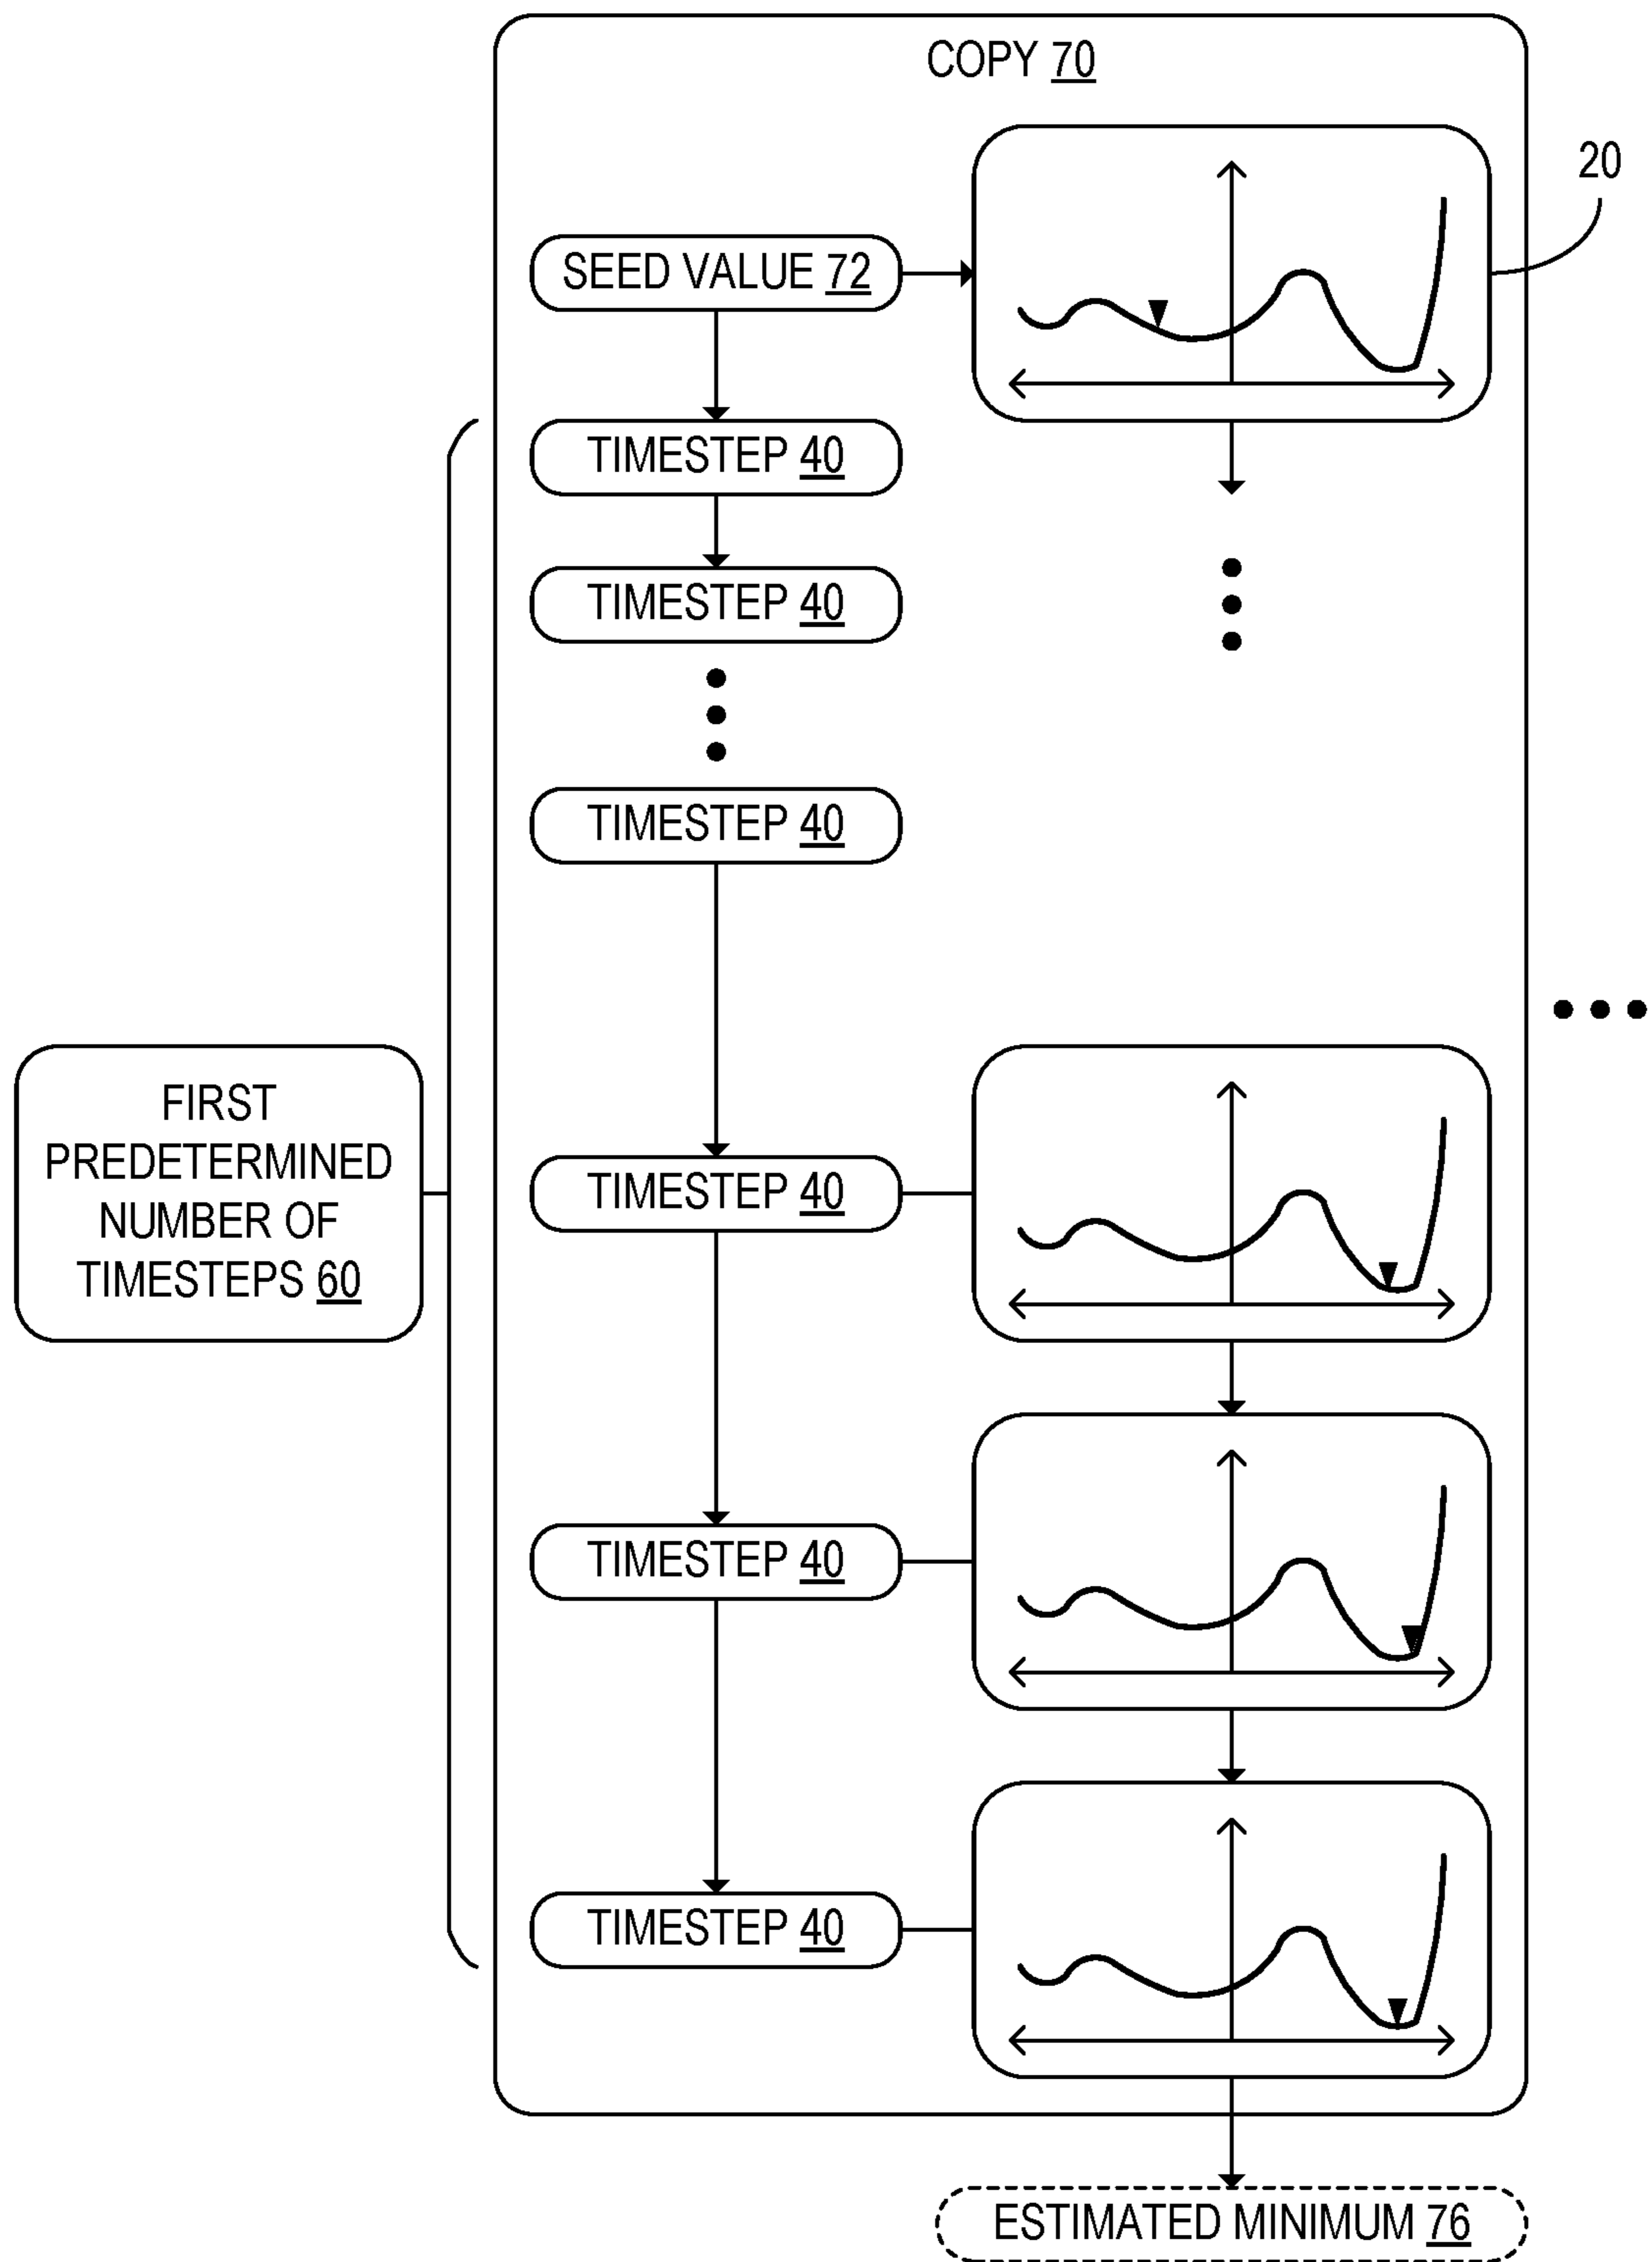 COPY 70
20
SEED VALUE 72
TIMESTEP 40
TIMESTEP 40
TIMESTEP 40
FIRST
PREDETERMINED
NUMBER OF
TIMESTEPS 60
TIMESTEP 40
TIMESTEP 40
TIMESTEP 40
ESTIMATED MINIMUM 76